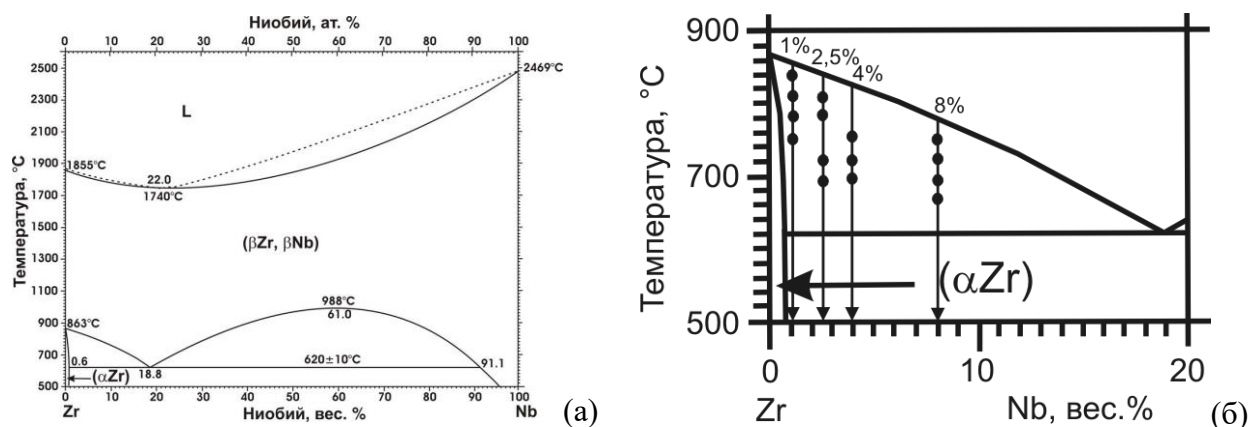 Ниобий, ат. %
0 10 20 30 40 50 60 70 80 90 100
2500
2300
2100
1900
1700
1500
1300
1100
900
700
500
Температура, °C
2469°C
L
1855°C
22.0
1740°C
(βZr, βNb)
988°C
61.0
863°C
0.6
620±10°C
91.1
(αZr)
18.8
0 10 20 30 40 50 60 70 80 90 100
Zr
Ниобий, вес. %
Nb
(а)
900
700
500
Температура, °C
1%
2,5%
4%
8%
(αZr)
0 10 20
Zr
Nb, вес.%
(б)